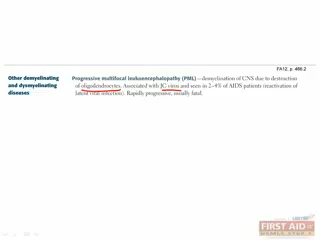 FA12, p 466.2
Other demyelinating Progressive multifocal leukoencephalopathy (PML)—demyelination of CNS due to destruction
and dysmyelinating of oligodendrocytes. Associated with JC virus and seen in 2–4% of AIDS patients (reactivation of
diseases latent viral infection). Rapidly progressive, usually fatal.
FIRST AID